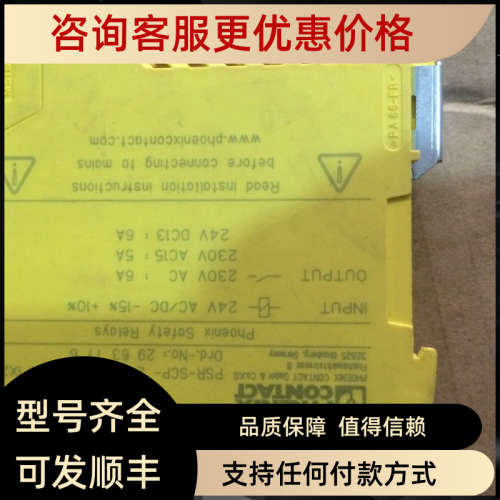 咨询客服更优惠价格
CONTACT
PHOENIX CONTACT GmbH & Co.KG
32825 Blomberg, Germany
PSR-SCP-
Ord.-No.: 29 63
Phoenix Safety Relays
INPUT 24V AC/DC -15% +10%
OUTPUT 230V AC : 6A
230V AC15 : 5A
24V DC13 : 6A
Read installation instructions
before connecting to mains
www.phoenixcontact.com
>PA 66-FR<
型号齐全
可发顺丰
品质保障 值得信赖
支持任何付款方式